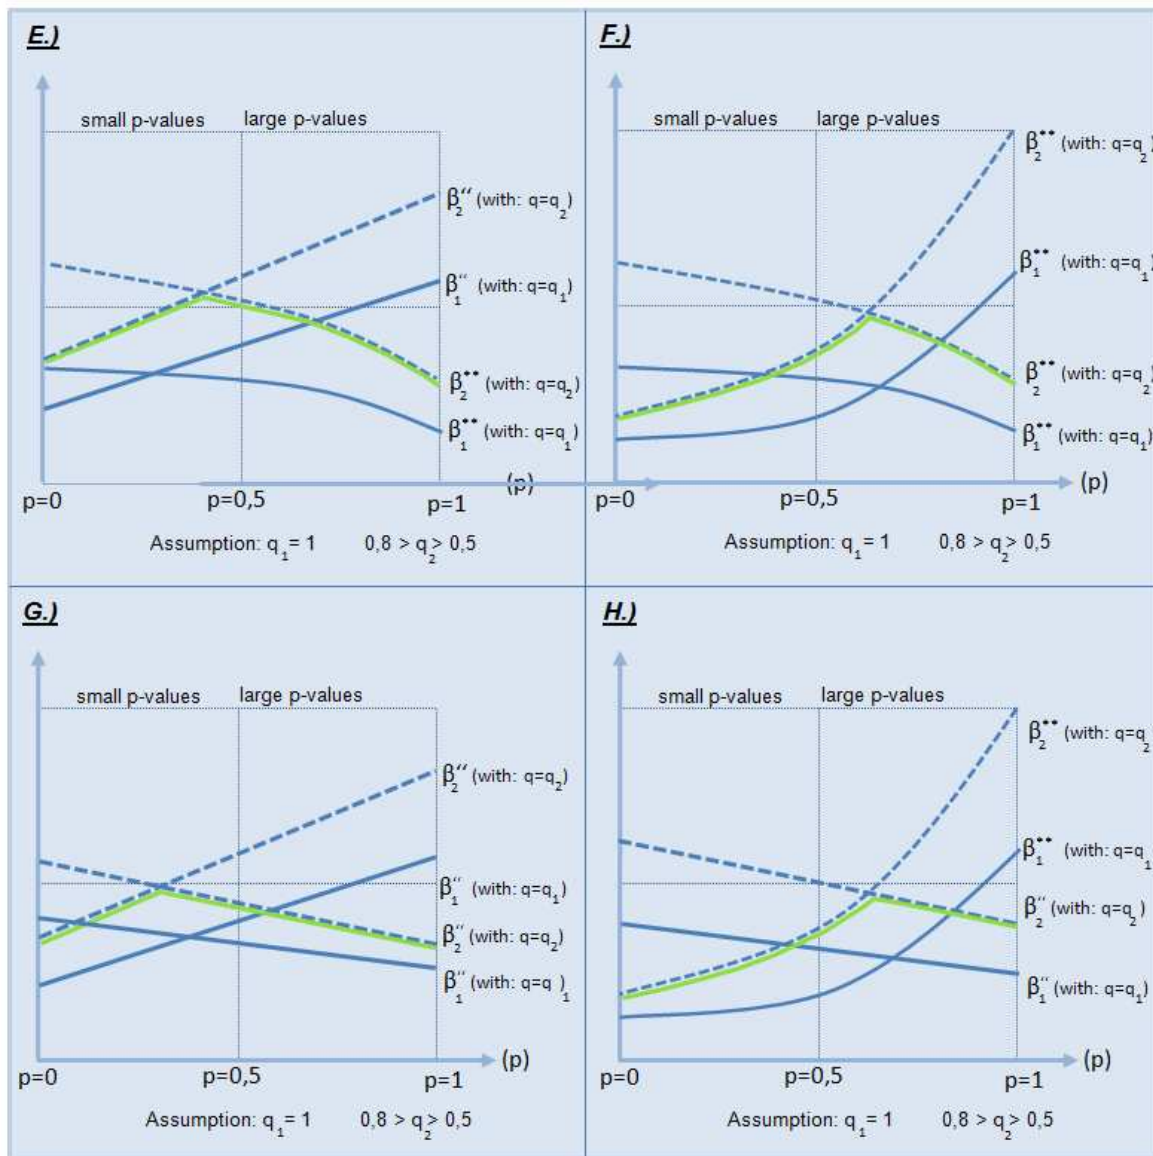 E.)
small p-values large p-values
β₂′′ (with: q=q₂)
β₁′′ (with: q=q₁)
β₂** (with: q=q₂)
β₁** (with: q=q₁)
(p)
p=0 p=0,5 p=1
Assumption: q₁= 1 0,8 > q₂> 0,5
F.)
small p-values large p-values
β₂** (with: q=q₂)
β₁** (with: q=q₁)
β₂** (with: q=q₂)
β₁** (with: q=q₁)
(p)
p=0 p=0,5 p=1
Assumption: q₁= 1 0,8 > q₂> 0,5
G.)
small p-values large p-values
β₂′′ (with: q=q₂)
β₁′′ (with: q=q₁)
β₂′′ (with: q=q₂)
β₁′′ (with: q=q )₁
(p)
p=0 p=0,5 p=1
Assumption: q₁= 1 0,8 > q₂> 0,5
H.)
small p-values large p-values
β₂** (with: q=q₂
β₁** (with: q=q₁
β₂′′ (with: q=q₂)
β₁′′ (with: q=q₁)
(p)
p=0 p=0,5 p=1
Assumption: q₁= 1 0,8 > q₂> 0,5